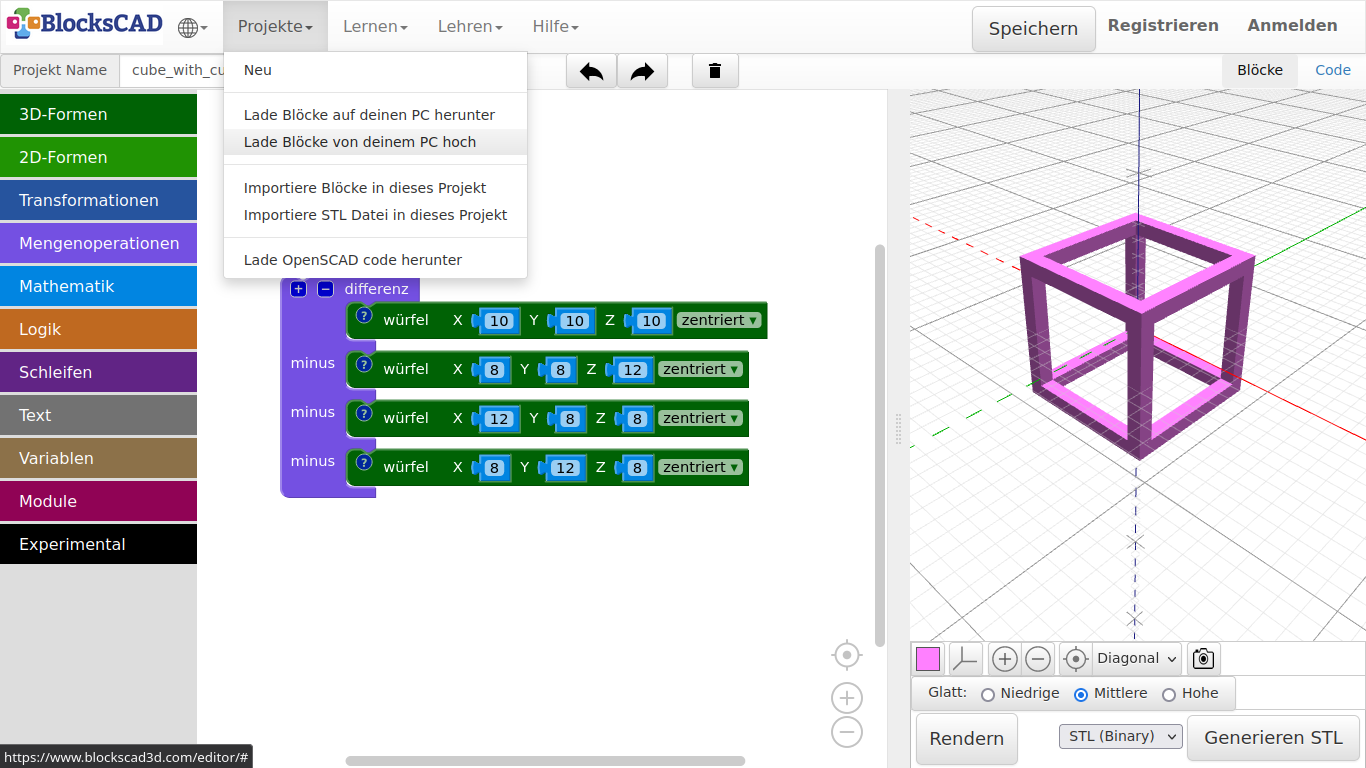 BlocksCAD
Projekte Lernen Lehren Hilfe Speichern Registrieren Anmelden
Projekt Name cube_with_cu Blöcke Code
Neu
Lade Blöcke auf deinen PC herunter
Lade Blöcke von deinem PC hoch
Importiere Blöcke in dieses Projekt
Importiere STL Datei in dieses Projekt
Lade OpenSCAD code herunter
3D-Formen
2D-Formen
Transformationen
Mengenoperationen
Mathematik
Logik
Schleifen
Text
Variablen
Module
Experimental
+ − differenz
? würfel X 10 Y 10 Z 10 zentriert
minus ? würfel X 8 Y 8 Z 12 zentriert
minus ? würfel X 12 Y 8 Z 8 zentriert
minus ? würfel X 8 Y 12 Z 8 zentriert
Diagonal
Glatt: Niedrige Mittlere Hohe
Rendern STL (Binary) Generieren STL
https://www.blockscad3d.com/editor/#